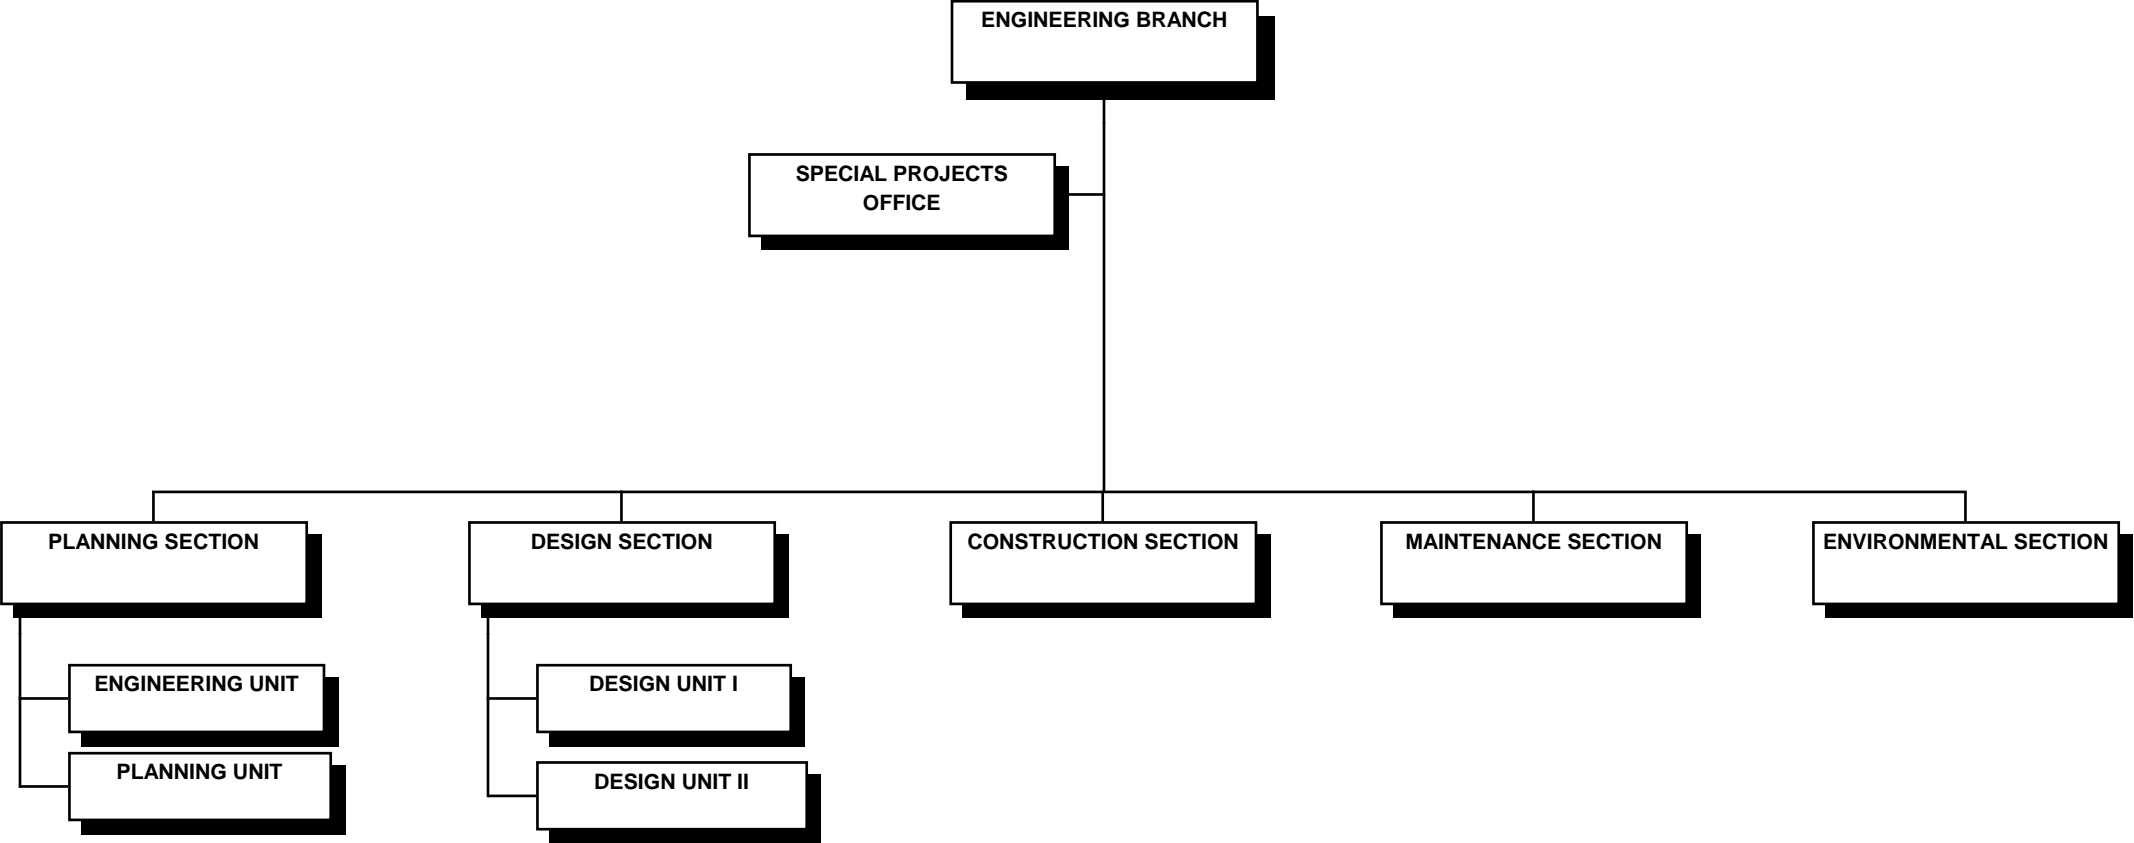 ENGINEERING BRANCH
SPECIAL PROJECTS
OFFICE
PLANNING SECTION
DESIGN SECTION
CONSTRUCTION SECTION
MAINTENANCE SECTION
ENVIRONMENTAL SECTION
ENGINEERING UNIT
PLANNING UNIT
DESIGN UNIT I
DESIGN UNIT II